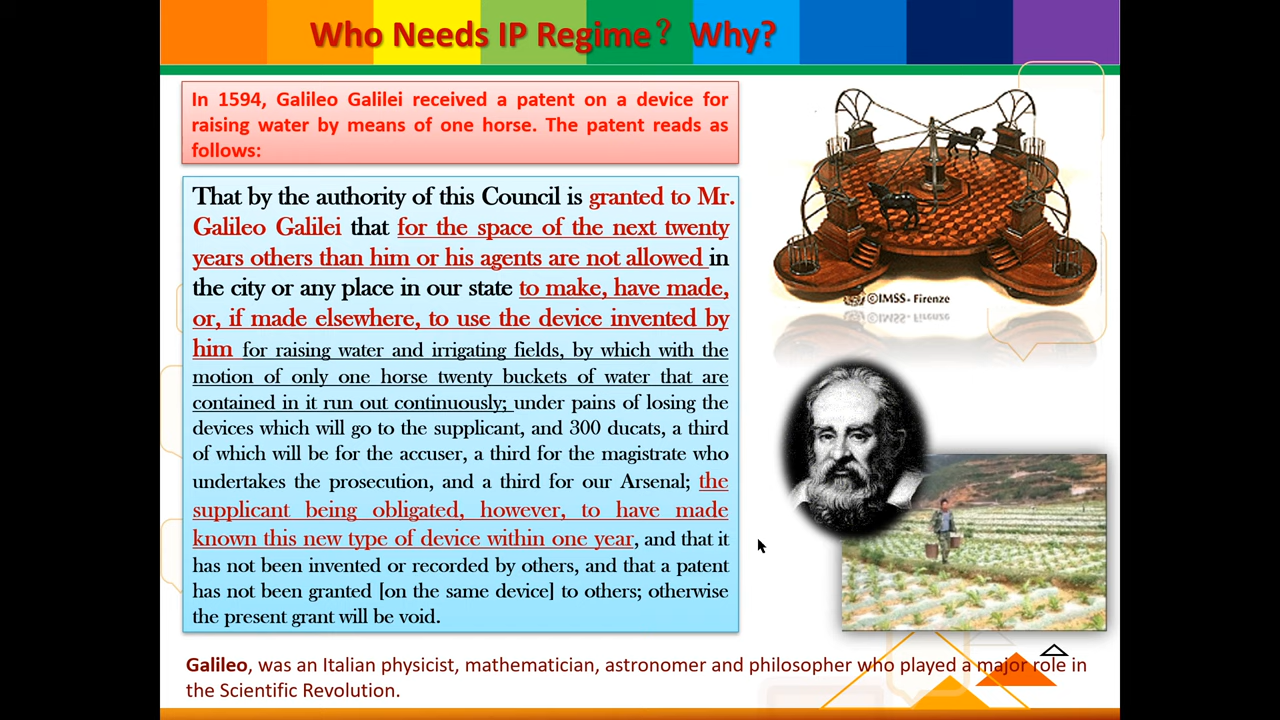 Who Needs IP Regime？ Why?
In 1594, Galileo Galilei received a patent on a device for
raising water by means of one horse. The patent reads as
follows:
That by the authority of this Council is granted to Mr.
Galileo Galilei that for the space of the next twenty
years others than him or his agents are not allowed in
the city or any place in our state to make, have made,
or, if made elsewhere, to use the device invented by
him for raising water and irrigating fields, by which with the
motion of only one horse twenty buckets of water that are
contained in it run out continuously; under pains of losing the
devices which will go to the supplicant, and 300 ducats, a third
of which will be for the accuser, a third for the magistrate who
undertakes the prosecution, and a third for our Arsenal; the
supplicant being obligated, however, to have made
known this new type of device within one year, and that it
has not been invented or recorded by others, and that a patent
has not been granted [on the same device] to others; otherwise
the present grant will be void.
©IMSS - Firenze
Galileo, was an Italian physicist, mathematician, astronomer and philosopher who played a major role in
the Scientific Revolution.